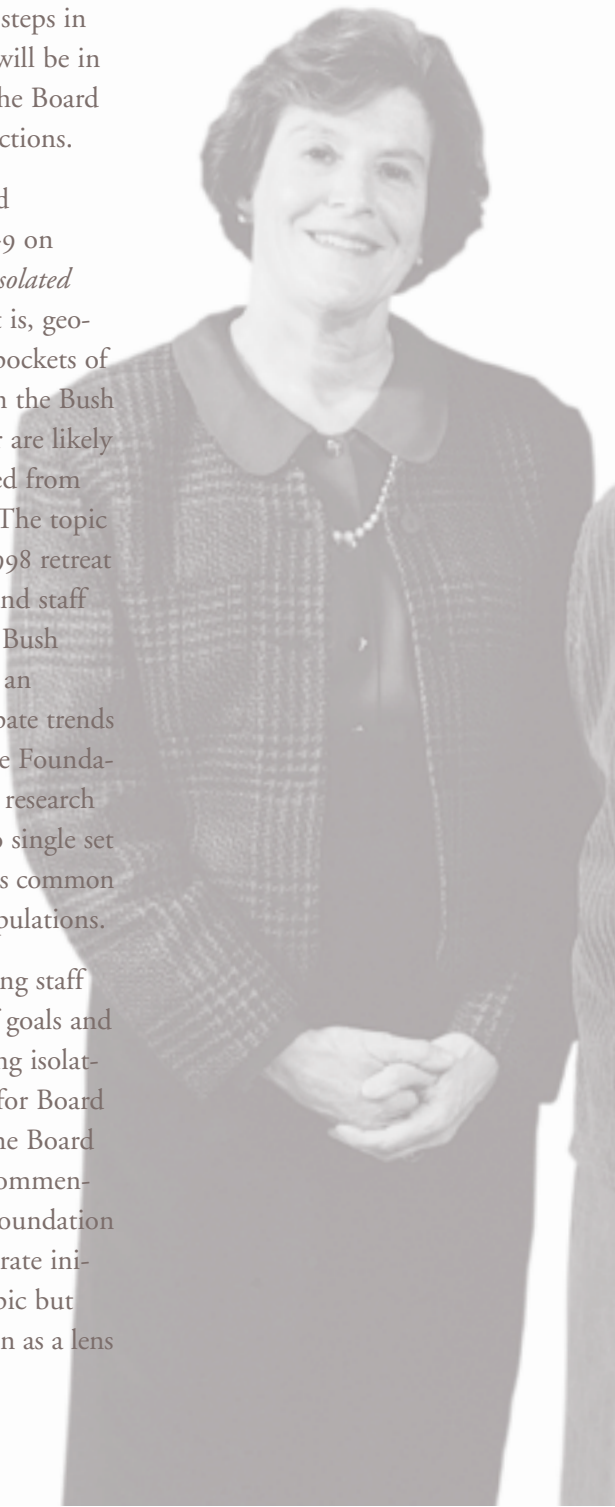 steps in
will be in
he Board
ctions.
d
-9 on
solated
t is, geo-
pockets of
n the Bush
r are likely
ed from
The topic
998 retreat
nd staff
Bush
an
pate trends
e Founda-
research
o single set
s common
pulations.
ng staff
f goals and
ng isolat-
for Board
he Board
ommen-
oundation
rate ini-
pic but
n as a lens